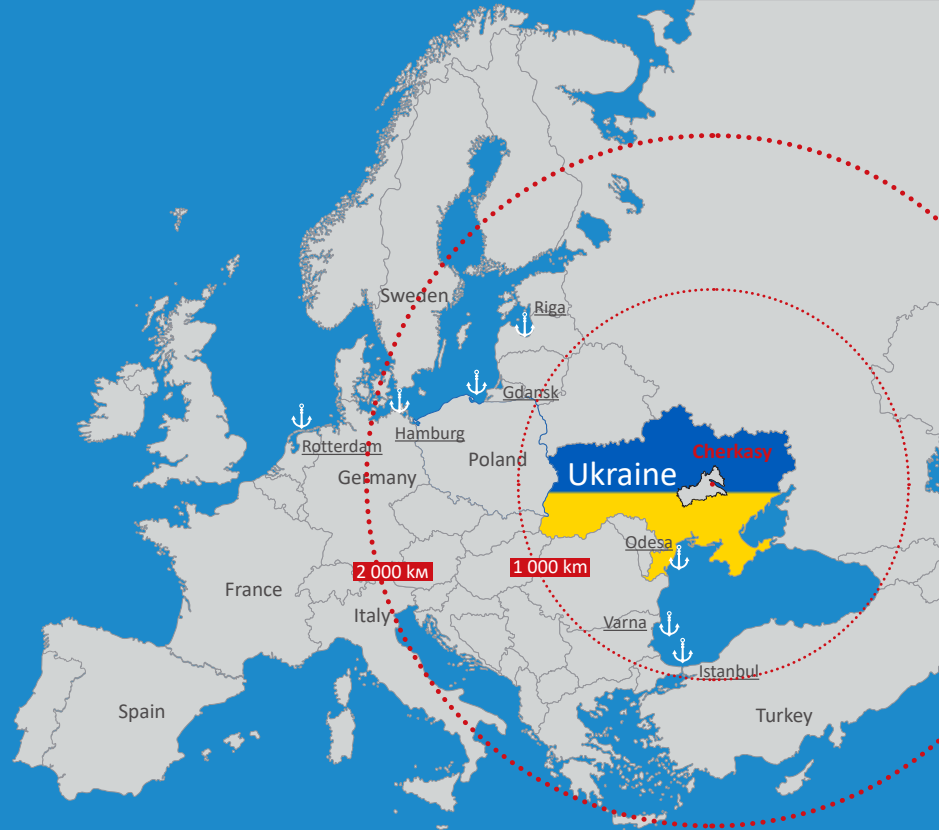 Sweden
Riga
Gdansk
Hamburg
Rotterdam
Poland
Cherkasy
Germany
Ukraine
Odesa
2 000 км
1 000 km
France
Italy
Varna
Istanbul
Spain
Turkey